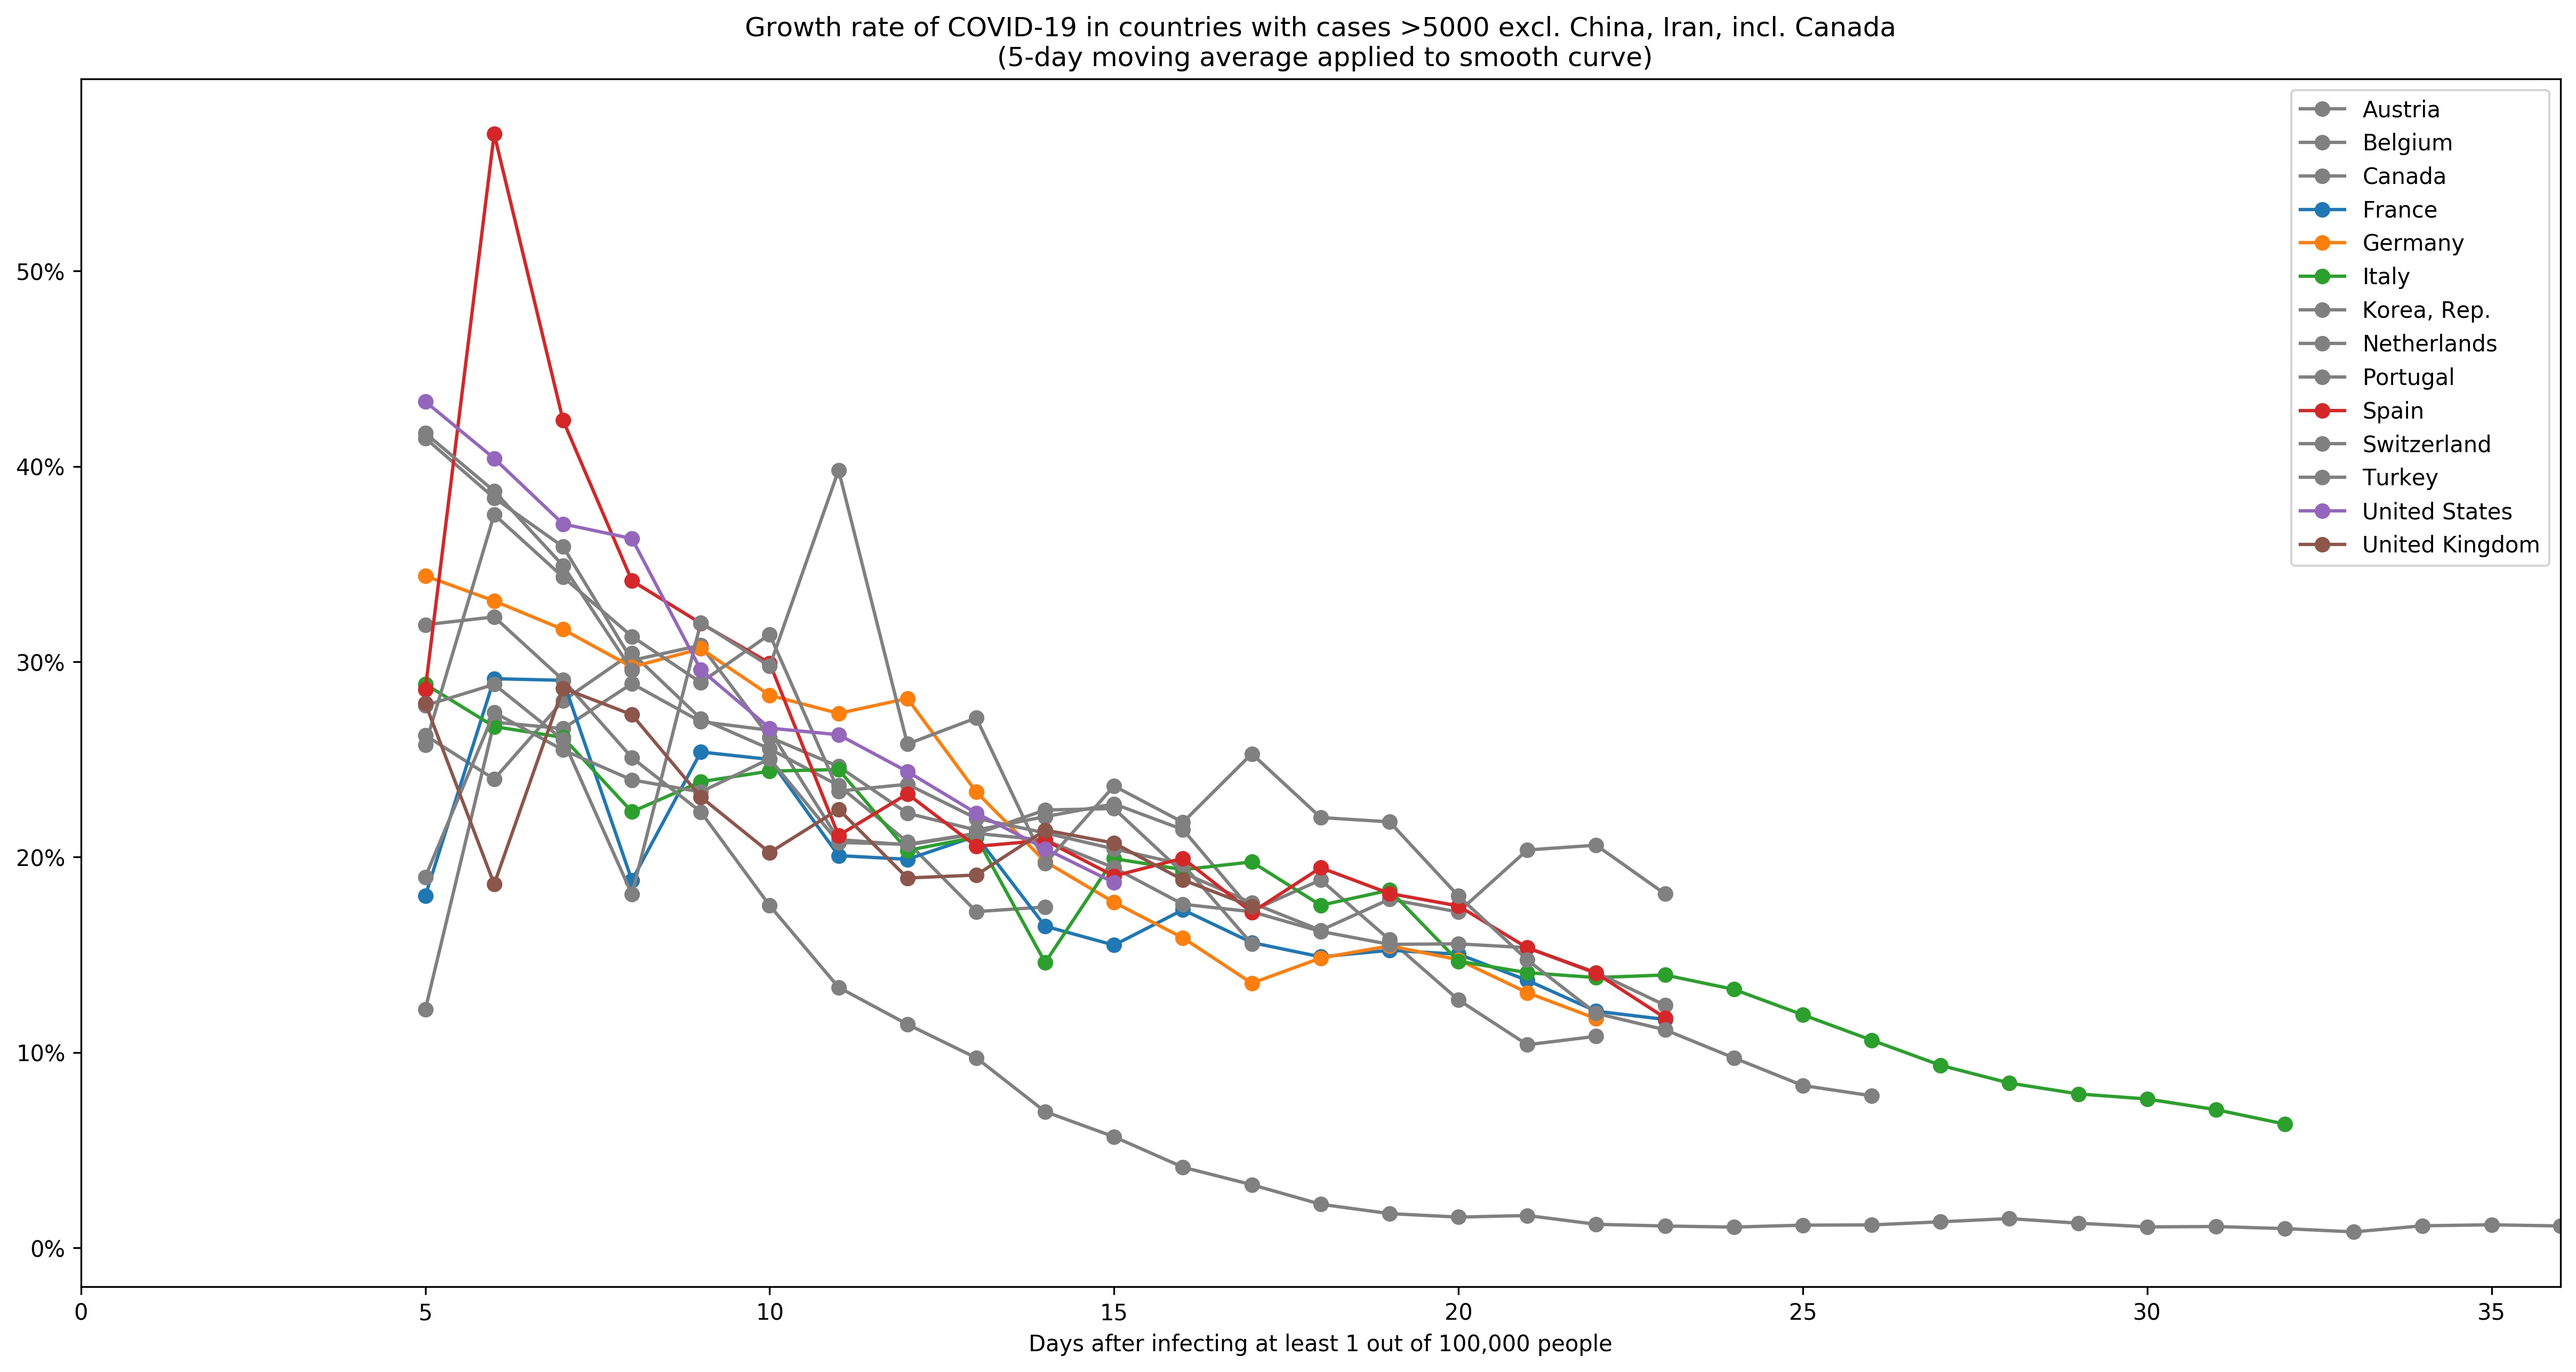 Growth rate of COVID-19 in countries with cases >5000 excl. China, Iran, incl. Canada
(5-day moving average applied to smooth curve)
Austria
Belgium
Canada
France
Germany
Italy
Korea, Rep.
Netherlands
Portugal
Spain
Switzerland
Turkey
United States
United Kingdom
50%
40%
30%
20%
10%
0%
0 5 10 15 20 25 30 35
Days after infecting at least 1 out of 100,000 people